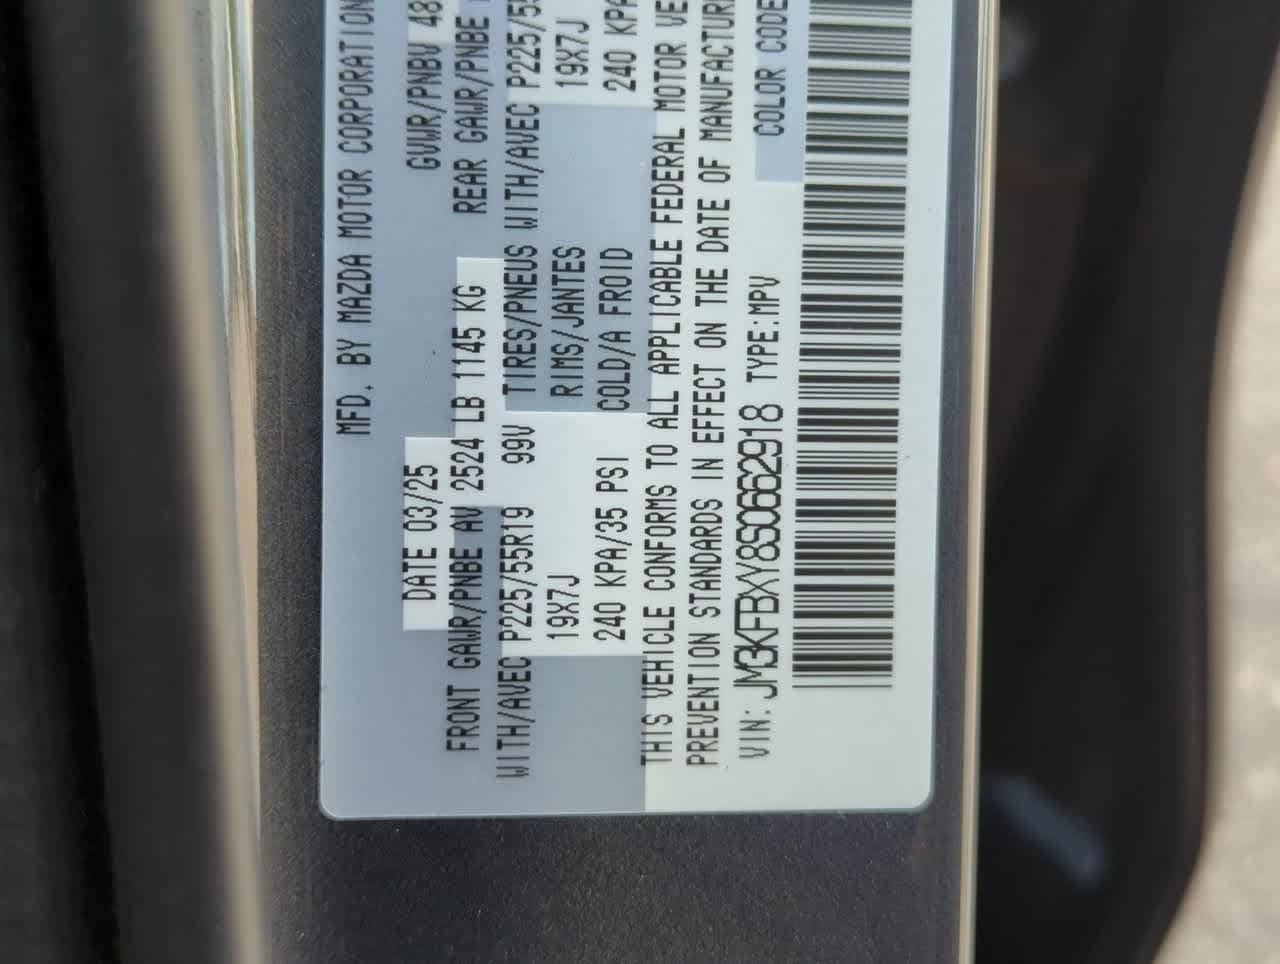 MFD. BY MAZDA MOTOR CORPORATION
DATE 03/25 GVWR/PNBV 48
FRONT GAWR/PNBE AV 2524 LB 1145 KG REAR GAWR/PNBE
WITH/AVEC P225/55R19 99V TIRES/PNEUS WITH/AVEC P225/55
19X7J RIMS/JANTES 19X7J
240 KPA/35 PSI COLD/A FROID 240 KPA
THIS VEHICLE CONFORMS TO ALL APPLICABLE FEDERAL MOTOR VE
PREVENTION STANDARDS IN EFFECT ON THE DATE OF MANUFACTUR
VIN: JM3KFBXY8S0662918 TYPE:MPV COLOR CODE